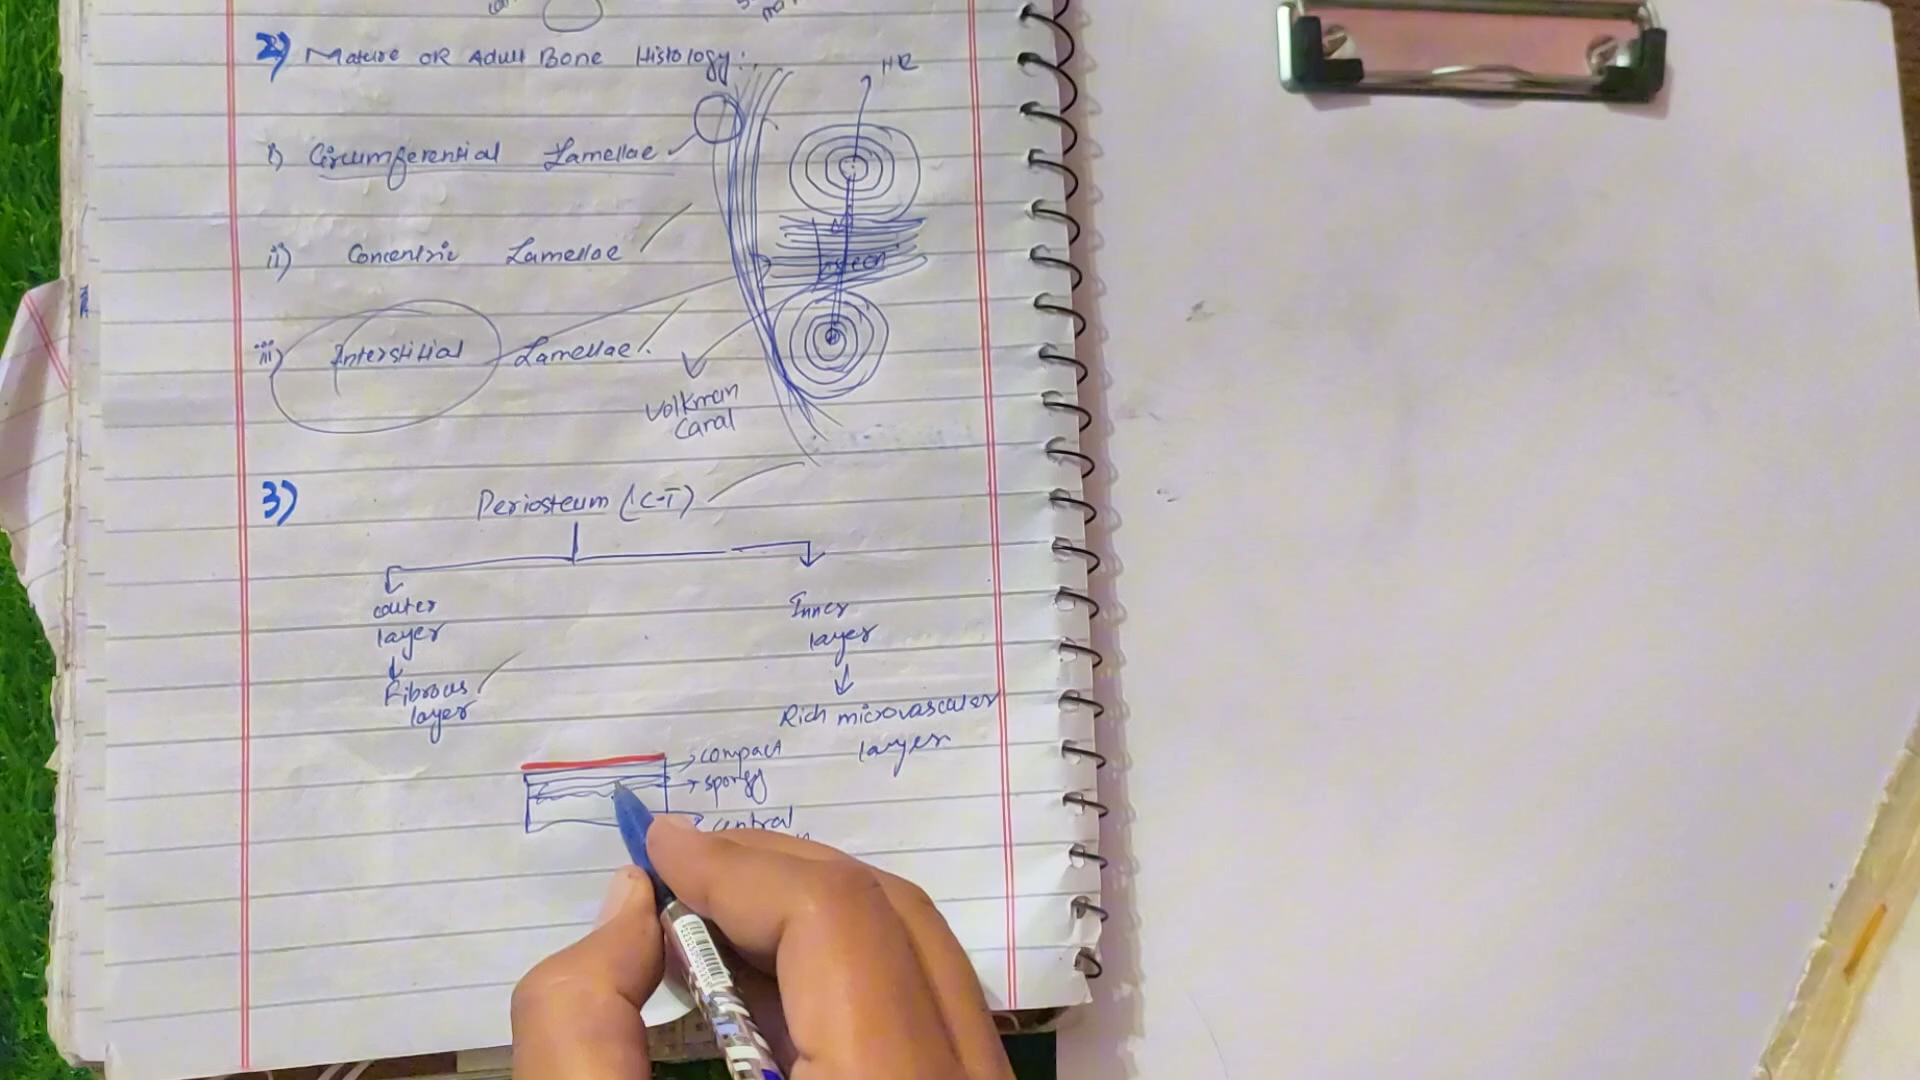 2) Mature OR Adult Bone Histology:
HC
i) Circumferential Lamellae
ii) Concentric Lamellae
iii) Interstitial Lamellae
Volkman
Canal
3) Periosteum (C-T)
outer
layer
Fibrous
layer
Inner
layer
Rich microvascular
layer
compact
spongy
central